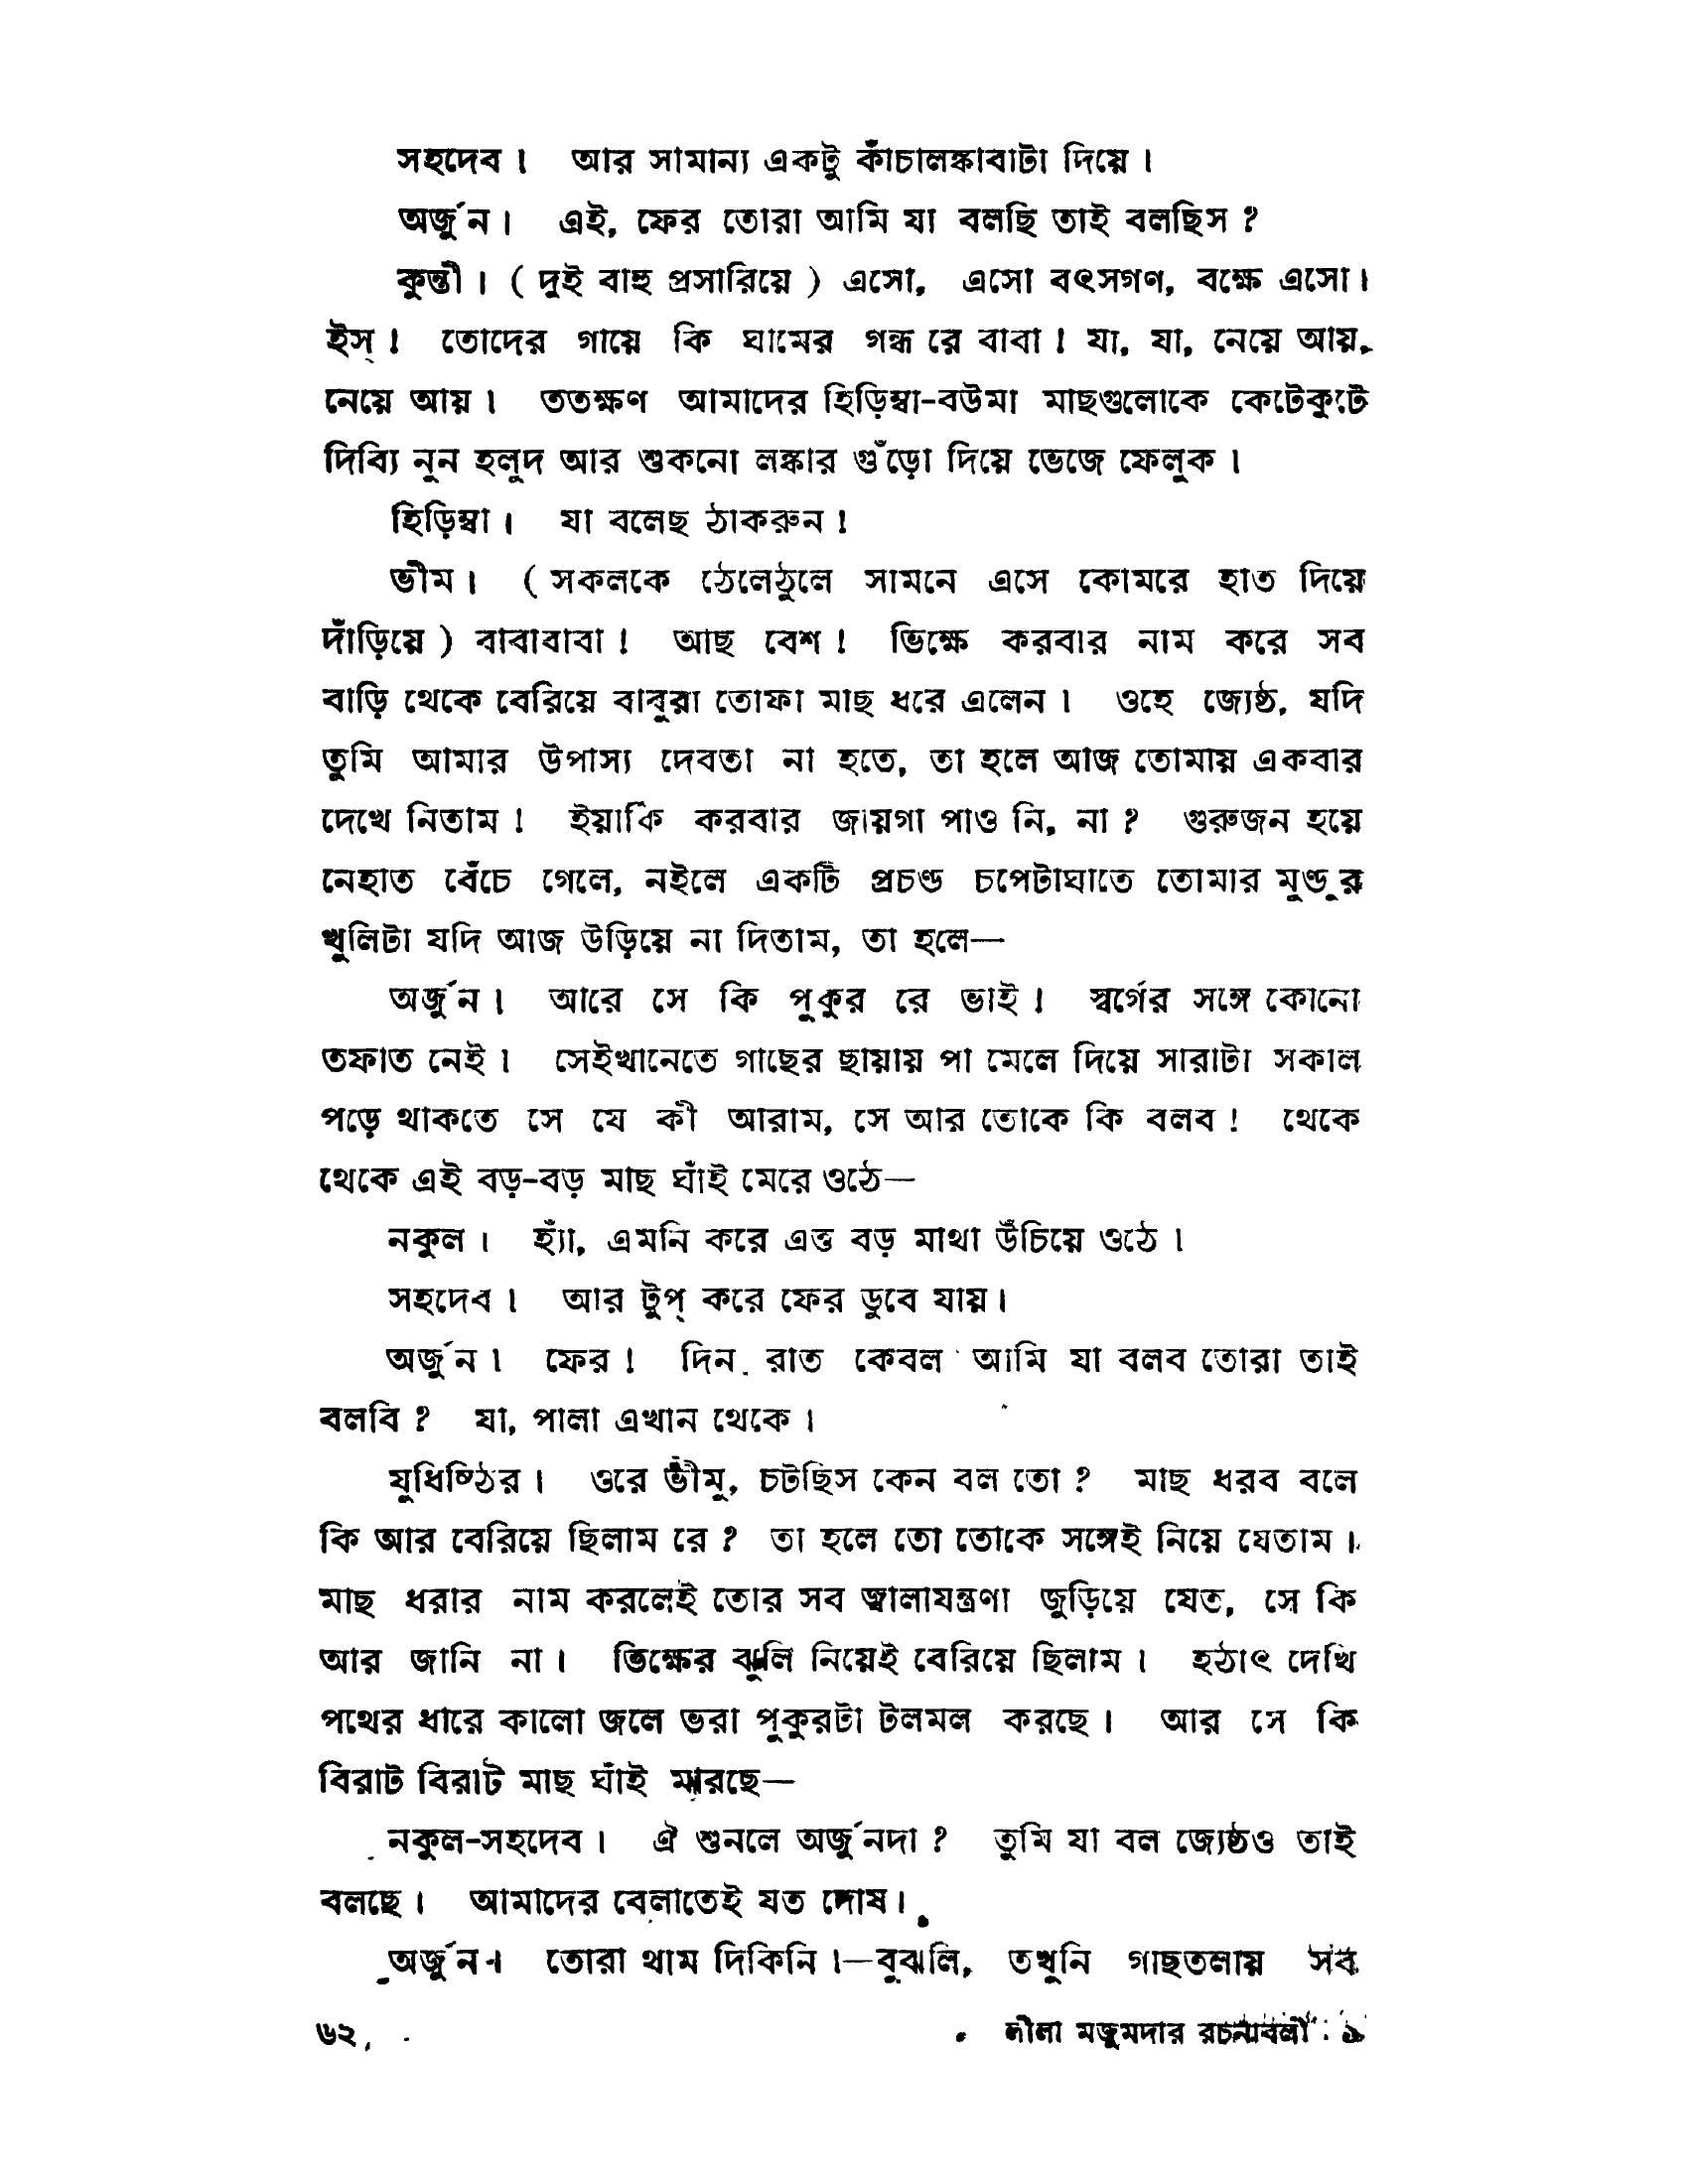 সহদেব।  আর সামান্য একটু কাঁচালঙ্কাবাটা দিয়ে।
অর্জুন।  এই, ফের তোরা আমি যা বলছি তাই বলছিস ?
কুন্তী। ( দুই বাহু প্রসারিয়ে ) এসো, এসো বৎসগণ, বক্ষে এসো।
ইস্ ! তোদের গায়ে কি ঘামের গন্ধ রে বাবা ! যা, যা, নেয়ে আয়,
নেয়ে আয়। ততক্ষণ আমাদের হিড়িম্বা-বউমা মাছগুলোকে কেটেকুটে
দিব্যি নুন হলুদ আর শুকনো লঙ্কার গুঁড়ো দিয়ে ভেজে ফেলুক।
হিড়িম্বা।  যা বলেছ ঠাকরুন !
ভীম।  ( সকলকে ঠেলেঠুলে সামনে এসে কোমরে হাত দিয়ে
দাঁড়িয়ে ) বাবাবাবা ! আছ বেশ ! ভিক্ষে করবার নাম করে সব
বাড়ি থেকে বেরিয়ে বাবুরা তোফা মাছ ধরে এলেন। ওহে জ্যেষ্ঠ, যদি
তুমি আমার উপাস্য দেবতা না হতে, তা হলে আজ তোমায় একবার
দেখে নিতাম ! ইয়ার্কি করবার জায়গা পাও নি, না ? গুরুজন হয়ে
নেহাত বেঁচে গেলে, নইলে একটি প্রচণ্ড চপেটাঘাতে তোমার মুণ্ডুর
খুলিটা যদি আজ উড়িয়ে না দিতাম, তা হলে—
অর্জুন।  আরে সে কি পুকুর রে ভাই ! স্বর্গের সঙ্গে কোনো
তফাত নেই। সেইখানেতে গাছের ছায়ায় পা মেলে দিয়ে সারাটা সকাল
পড়ে থাকতে সে যে কী আরাম, সে আর তোকে কি বলব ! থেকে
থেকে এই বড়-বড় মাছ ঘাঁই মেরে ওঠে—
নকুল।  হ্যাঁ, এমনি করে এত্ত বড় মাথা উঁচিয়ে ওঠে।
সহদেব।  আর টুপ্ করে ফের ডুবে যায়।
অর্জুন।  ফের ! দিন রাত কেবল আমি যা বলব তোরা তাই
বলবি ? যা, পালা এখান থেকে।
যুধিষ্ঠির।  ওরে ভীমু, চটছিস কেন বল তো ? মাছ ধরব বলে
কি আর বেরিয়ে ছিলাম রে ? তা হলে তো তোকে সঙ্গেই নিয়ে যেতাম।
মাছ ধরার নাম করলেই তোর সব জ্বালাযন্ত্রণা জুড়িয়ে যেত, সে কি
আর জানি না। ভিক্ষের ঝুলি নিয়েই বেরিয়ে ছিলাম। হঠাৎ দেখি
পথের ধারে কালো জলে ভরা পুকুরটা টলমল করছে। আর সে কি
বিরাট বিরাট মাছ ঘাঁই মারছে—
নকুল-সহদেব।  ঐ শুনলে অর্জুনদা ? তুমি যা বল জ্যেষ্ঠও তাই
বলছে। আমাদের বেলাতেই যত দোষ।
অর্জুন।  তোরা থাম দিকিনি।—বুঝলি, তখুনি গাছতলায় সব
৬২ লীলা মজুমদার রচনাবলী : ১